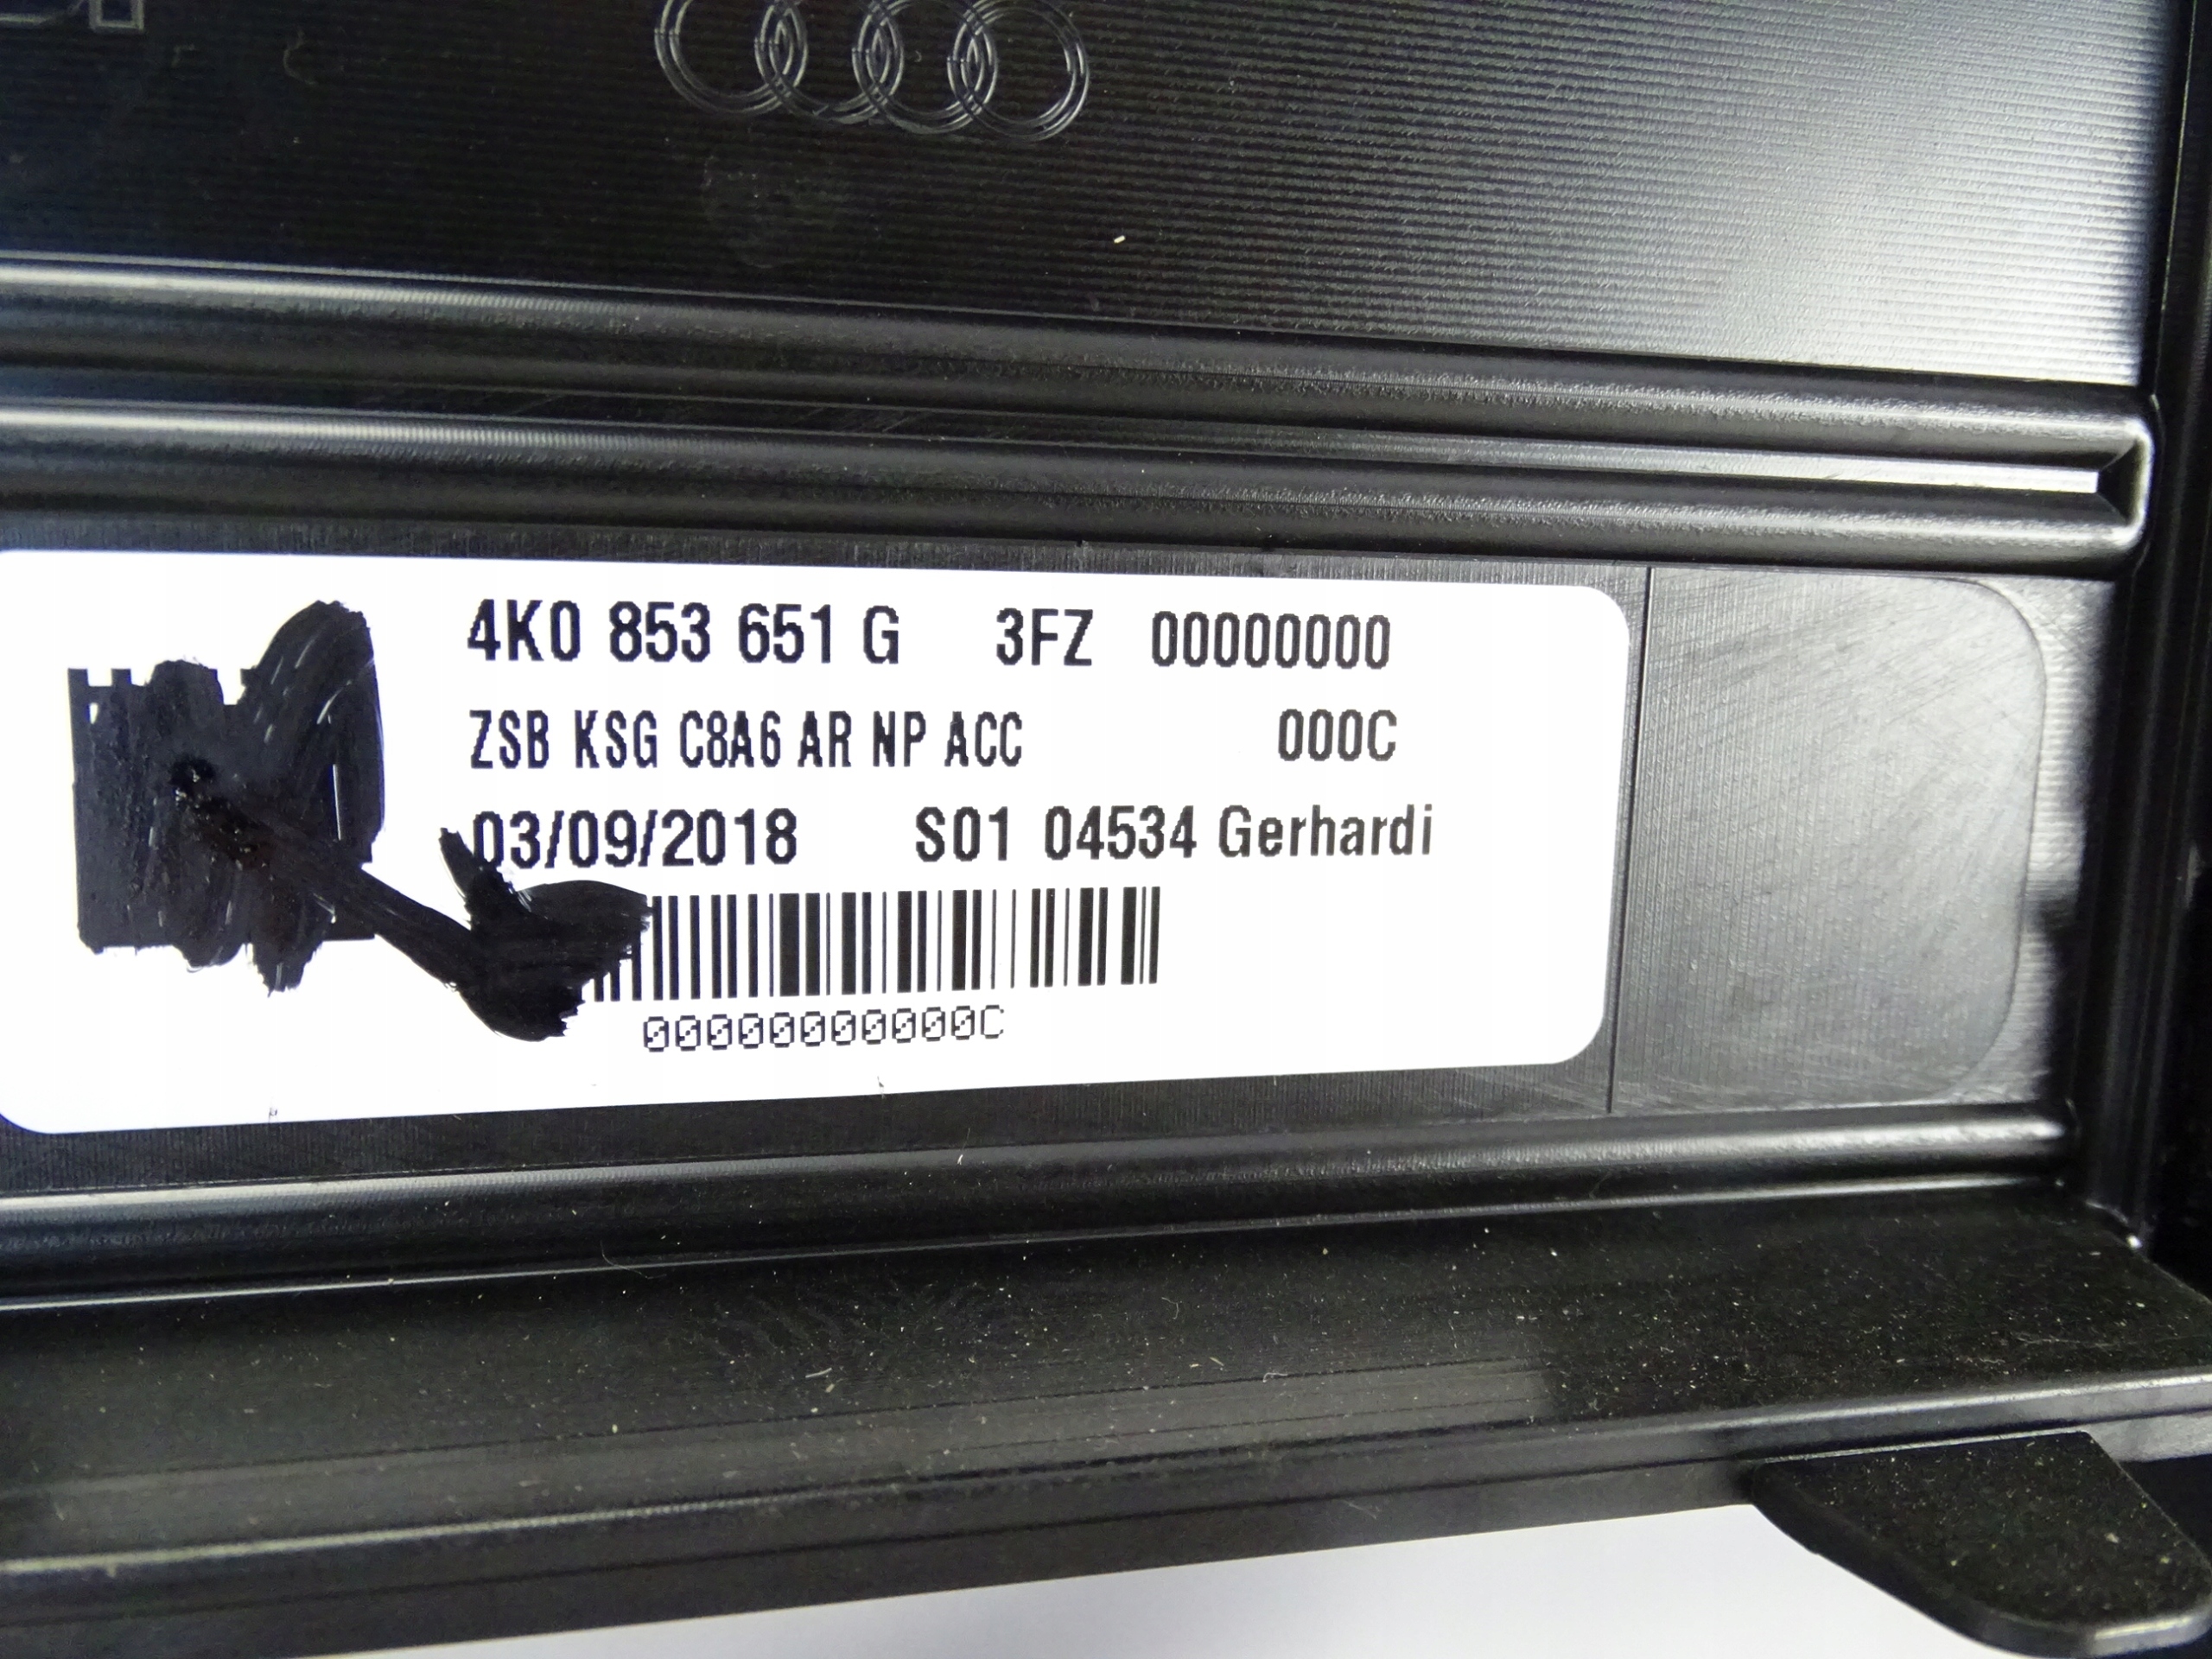 4K0 853 651 G 3FZ 00000000
ZSB KSG C8A6 AR NP ACC 000C
03/09/2018 S01 04534 Gerhardi
00000000000C